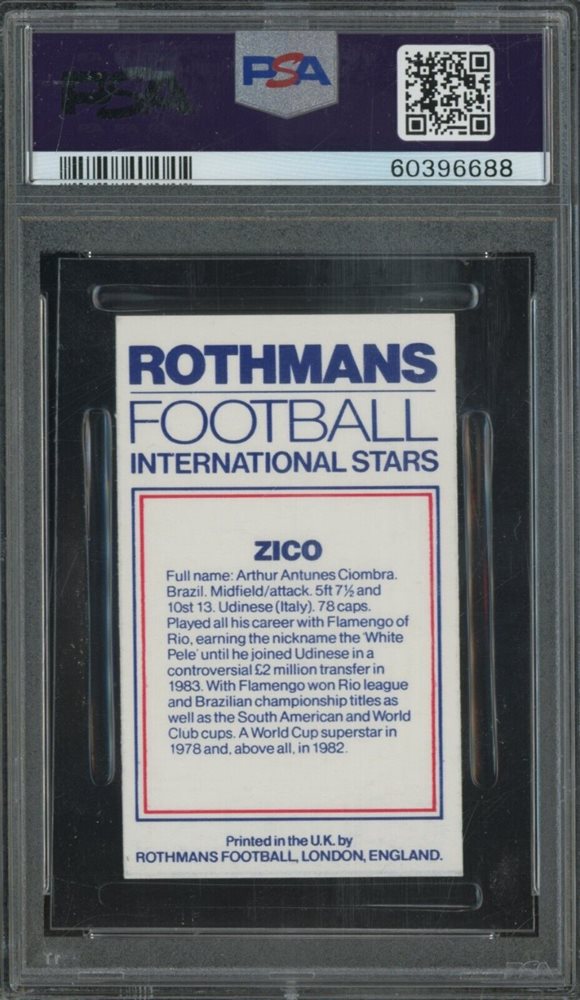 PSA
PSA
60396688
ROTHMANS
FOOTBALL
INTERNATIONAL STARS
ZICO
Full name: Arthur Antunes Ciombra.
Brazil. Midfield/attack. 5ft 7½ and
10st 13. Udinese (Italy). 78 caps.
Played all his career with Flamengo of
Rio, earning the nickname the 'White
Pele' until he joined Udinese in a
controversial £2 million transfer in
1983. With Flamengo won Rio league
and Brazilian championship titles as
well as the South American and World
Club cups. A World Cup superstar in
1978 and, above all, in 1982.
Printed in the U.K. by
ROTHMANS FOOTBALL, LONDON, ENGLAND.
PSA